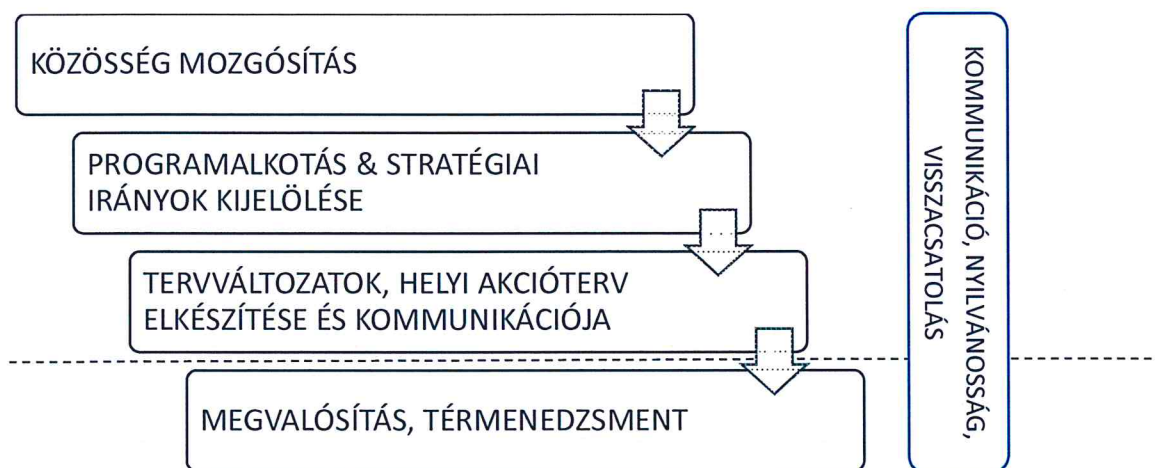 KÖZÖSSÉG MOZGÓSÍTÁS
PROGRAMALKOTÁS & STRATÉGIAI
IRÁNYOK KIJELÖLÉSE
TERVVÁLTOZATOK, HELYI AKCIÓTERV
ELKÉSZÍTÉSE ÉS KOMMUNIKÁCIÓJA
MEGVALÓSÍTÁS, TÉRMENEDZSMENT
KOMMUNIKÁCIÓ, NYILVÁNOSSÁG,
VISSZACSATOLÁS